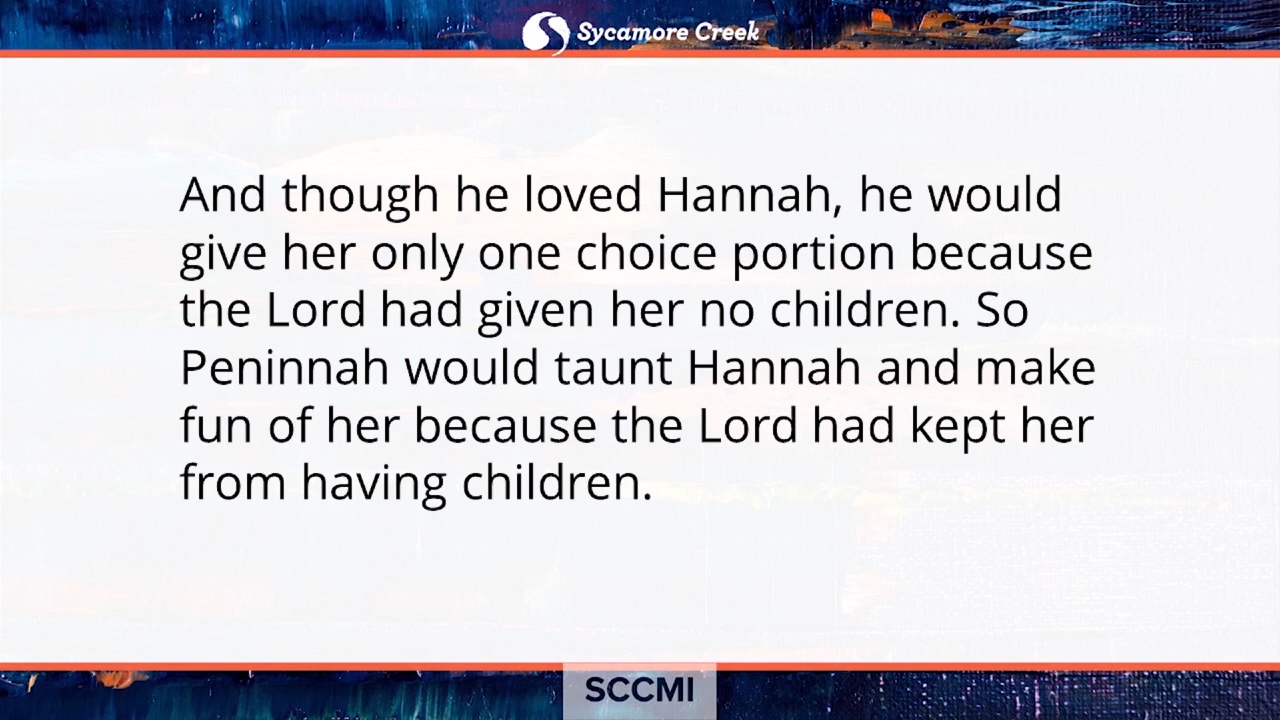 Sycamore Creek
And though he loved Hannah, he would
give her only one choice portion because
the Lord had given her no children. So
Peninnah would taunt Hannah and make
fun of her because the Lord had kept her
from having children.
SCCMI